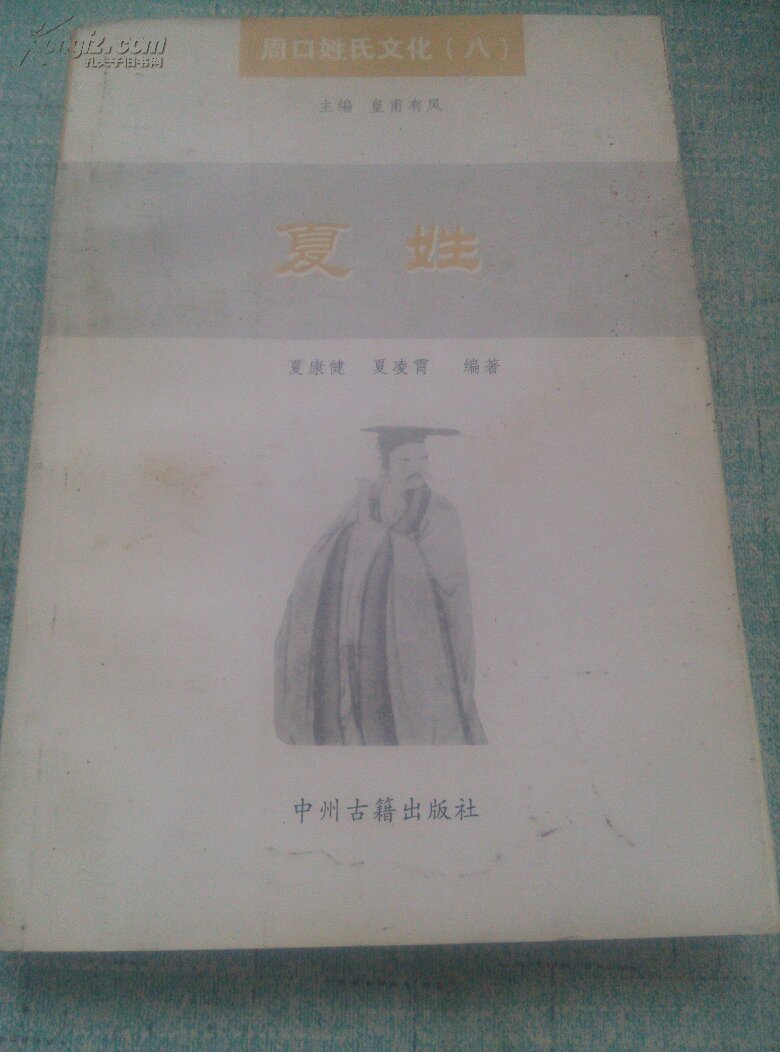 Kongfz.com
孔夫子旧书网
周口姓氏文化（八）
主编 皇甫有风
夏姓
夏康健 夏凌霄 编著
中州古籍出版社